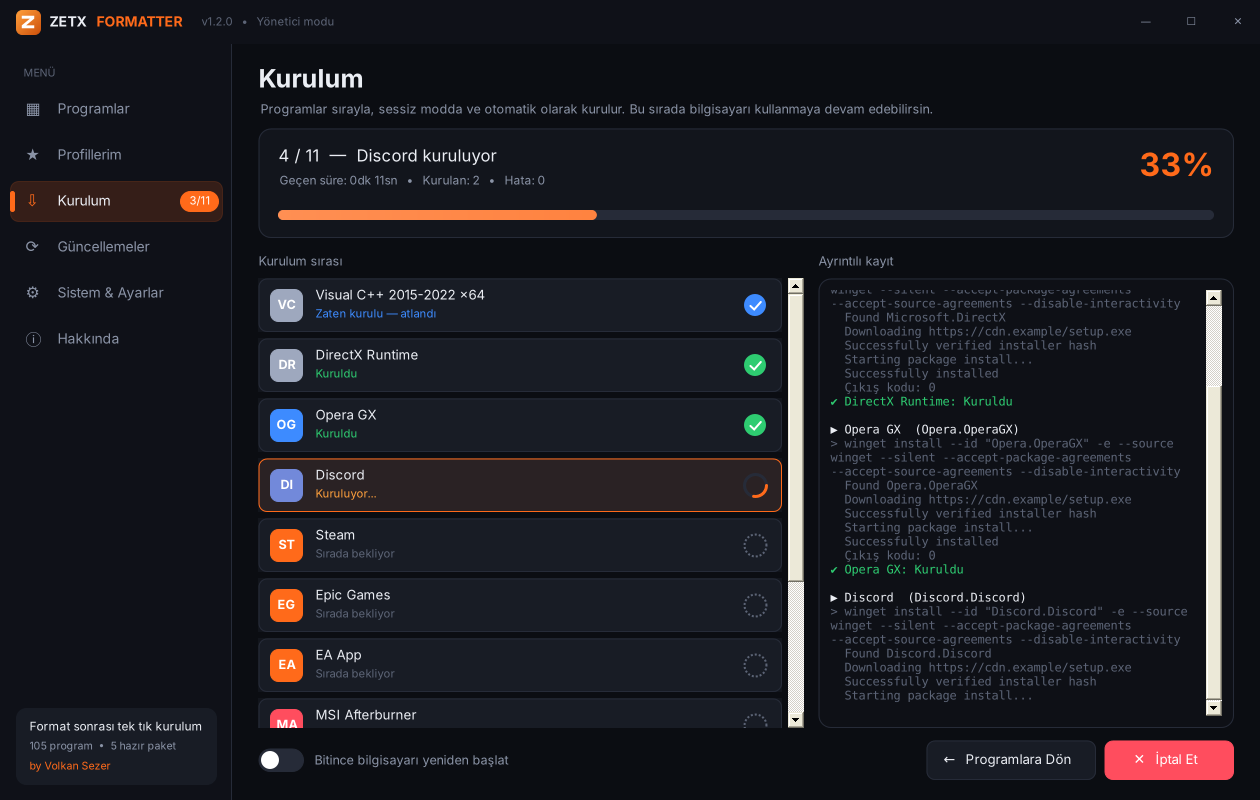 Z ZETX FORMATTER v1.2.0 • Yönetici modu
MENÜ
▦ Programlar
★ Profillerim
⇩ Kurulum 3/11
⟳ Güncellemeler
⚙ Sistem & Ayarlar
ⓘ Hakkında
Format sonrası tek tık kurulum
105 program • 5 hazır paket
by Volkan Sezer
Kurulum
Programlar sırayla, sessiz modda ve otomatik olarak kurulur. Bu sırada bilgisayarı kullanmaya devam edebilirsin.
4 / 11 — Discord kuruluyor
33%
Geçen süre: 0dk 11sn • Kurulan: 2 • Hata: 0
Kurulum sırası
VC Visual C++ 2015-2022 ×64
Zaten kurulu — atlandı
DR DirectX Runtime
Kuruldu
OG Opera GX
Kuruldu
DI Discord
Kuruluyor...
ST Steam
Sırada bekliyor
EG Epic Games
Sırada bekliyor
EA EA App
Sırada bekliyor
MA MSI Afterburner
Ayrıntılı kayıt
winget --silent --accept-package-agreements
--accept-source-agreements --disable-interactivity
Found Microsoft.DirectX
Downloading https://cdn.example/setup.exe
Successfully verified installer hash
Starting package install...
Successfully installed
Çıkış kodu: 0
✔ DirectX Runtime: Kuruldu
▶ Opera GX (Opera.OperaGX)
> winget install --id "Opera.OperaGX" -e --source
winget --silent --accept-package-agreements
--accept-source-agreements --disable-interactivity
Found Opera.OperaGX
Downloading https://cdn.example/setup.exe
Successfully verified installer hash
Starting package install...
Successfully installed
Çıkış kodu: 0
✔ Opera GX: Kuruldu
▶ Discord (Discord.Discord)
> winget install --id "Discord.Discord" -e --source
winget --silent --accept-package-agreements
--accept-source-agreements --disable-interactivity
Found Discord.Discord
Downloading https://cdn.example/setup.exe
Successfully verified installer hash
Starting package install...
Bitince bilgisayarı yeniden başlat
← Programlara Dön
✕ İptal Et